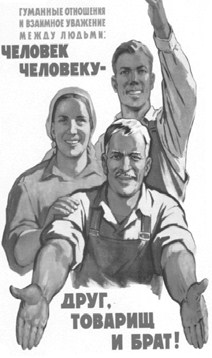 ГУМАННЫЕ ОТНОШЕНИЯ
И ВЗАИМНОЕ УВАЖЕНИЕ
МЕЖДУ ЛЮДЬМИ:
ЧЕЛОВЕК
ЧЕЛОВЕКУ-
ДРУГ,
ТОВАРИЩ
И БРАТ!